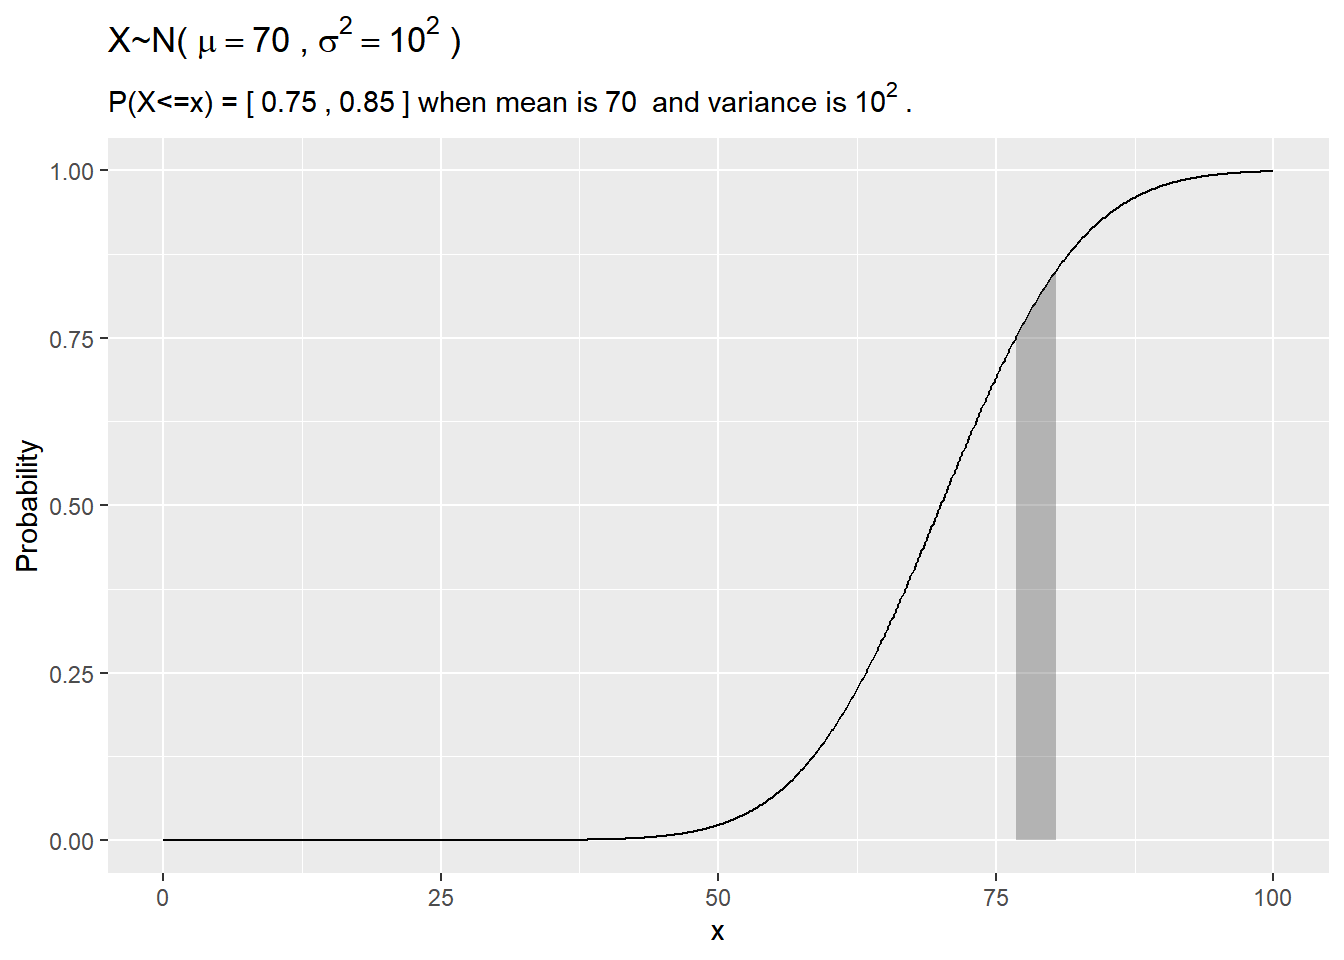 X~N( μ = 70 , σ² = 10² )
P(X<=x) = [ 0.75 , 0.85 ] when mean is 70  and variance is 10² .
1.00
0.75
0.50
0.25
0.00
Probability
0 25 50 75 100
x